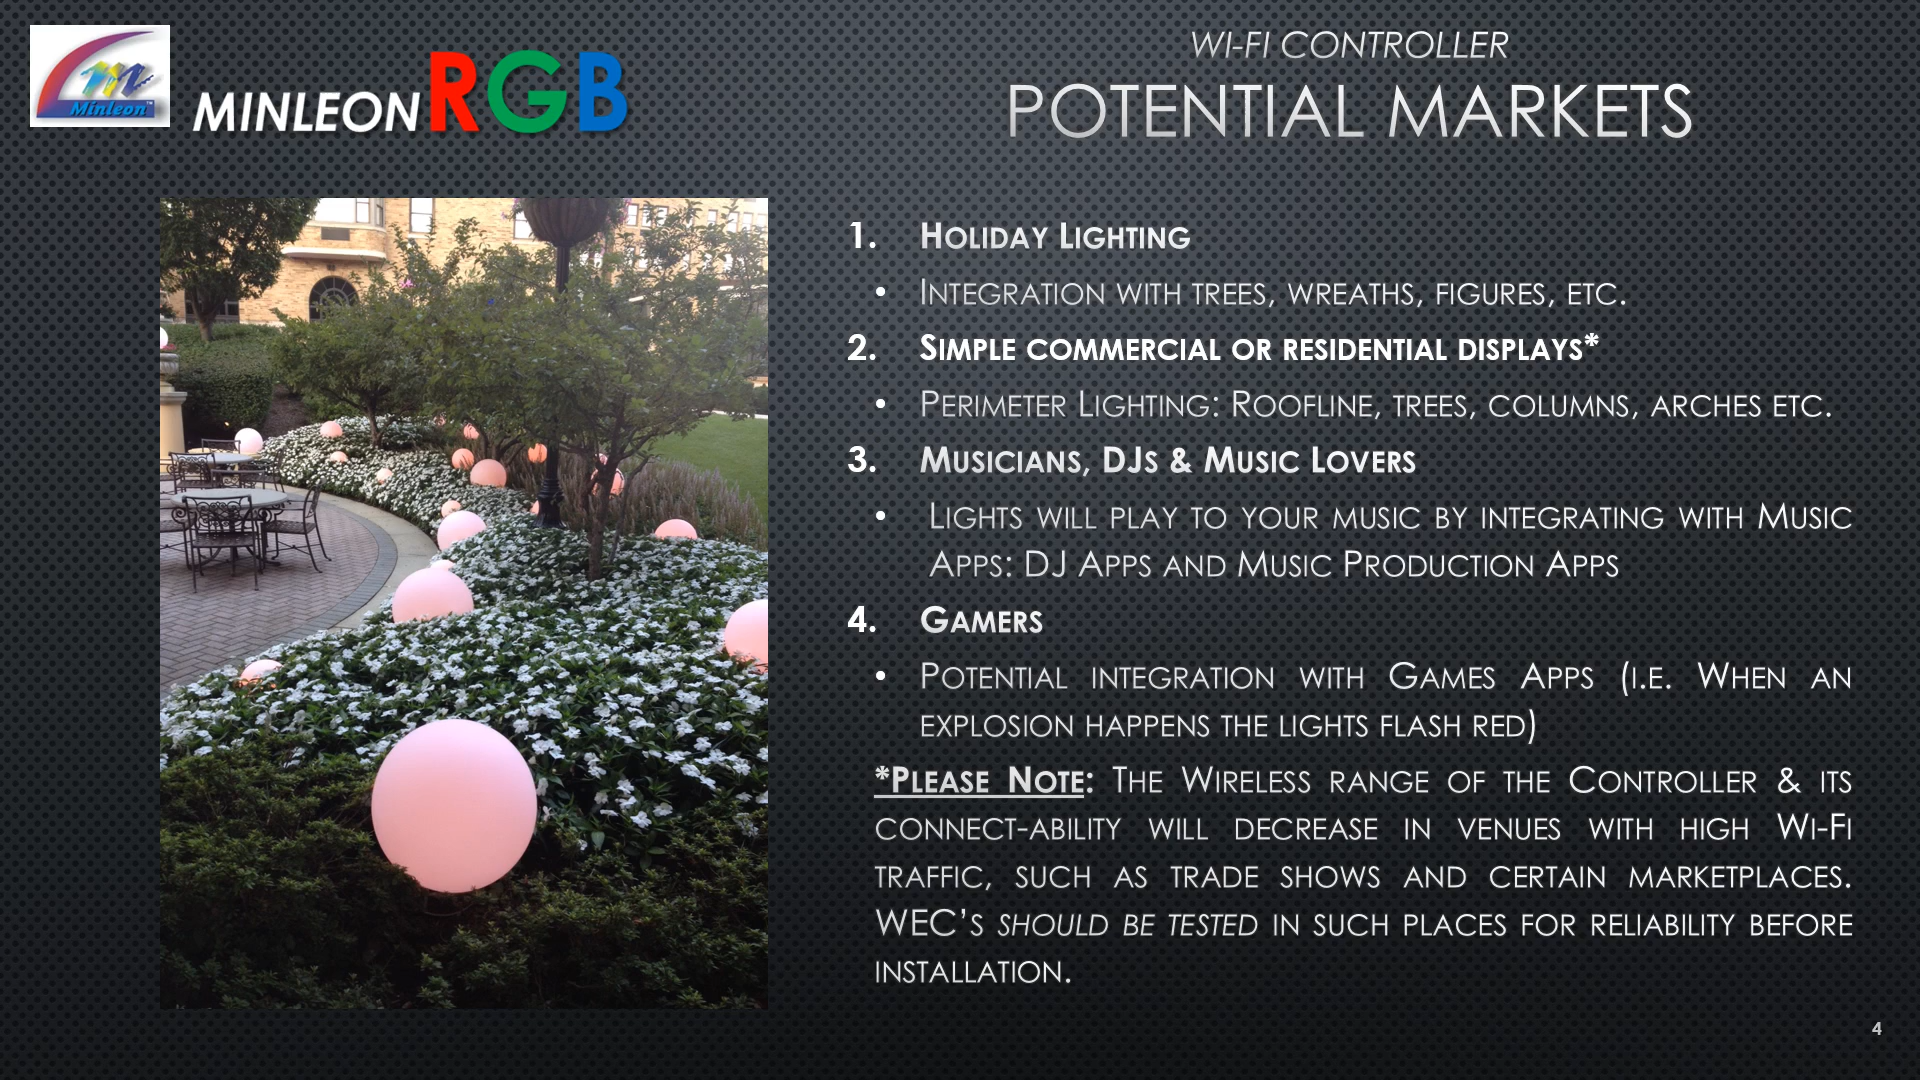 Minleon™
MINLEON RGB
WI-FI CONTROLLER
POTENTIAL MARKETS
1. HOLIDAY LIGHTING
• INTEGRATION WITH TREES, WREATHS, FIGURES, ETC.
2. SIMPLE COMMERCIAL OR RESIDENTIAL DISPLAYS*
• PERIMETER LIGHTING: ROOFLINE, TREES, COLUMNS, ARCHES ETC.
3. MUSICIANS, DJS & MUSIC LOVERS
• LIGHTS WILL PLAY TO YOUR MUSIC BY INTEGRATING WITH MUSIC
APPS: DJ APPS AND MUSIC PRODUCTION APPS
4. GAMERS
• POTENTIAL INTEGRATION WITH GAMES APPS (I.E. WHEN AN
EXPLOSION HAPPENS THE LIGHTS FLASH RED)
*PLEASE NOTE: THE WIRELESS RANGE OF THE CONTROLLER & ITS
CONNECT-ABILITY WILL DECREASE IN VENUES WITH HIGH WI-FI
TRAFFIC, SUCH AS TRADE SHOWS AND CERTAIN MARKETPLACES.
WEC'S SHOULD BE TESTED IN SUCH PLACES FOR RELIABILITY BEFORE
INSTALLATION.
4